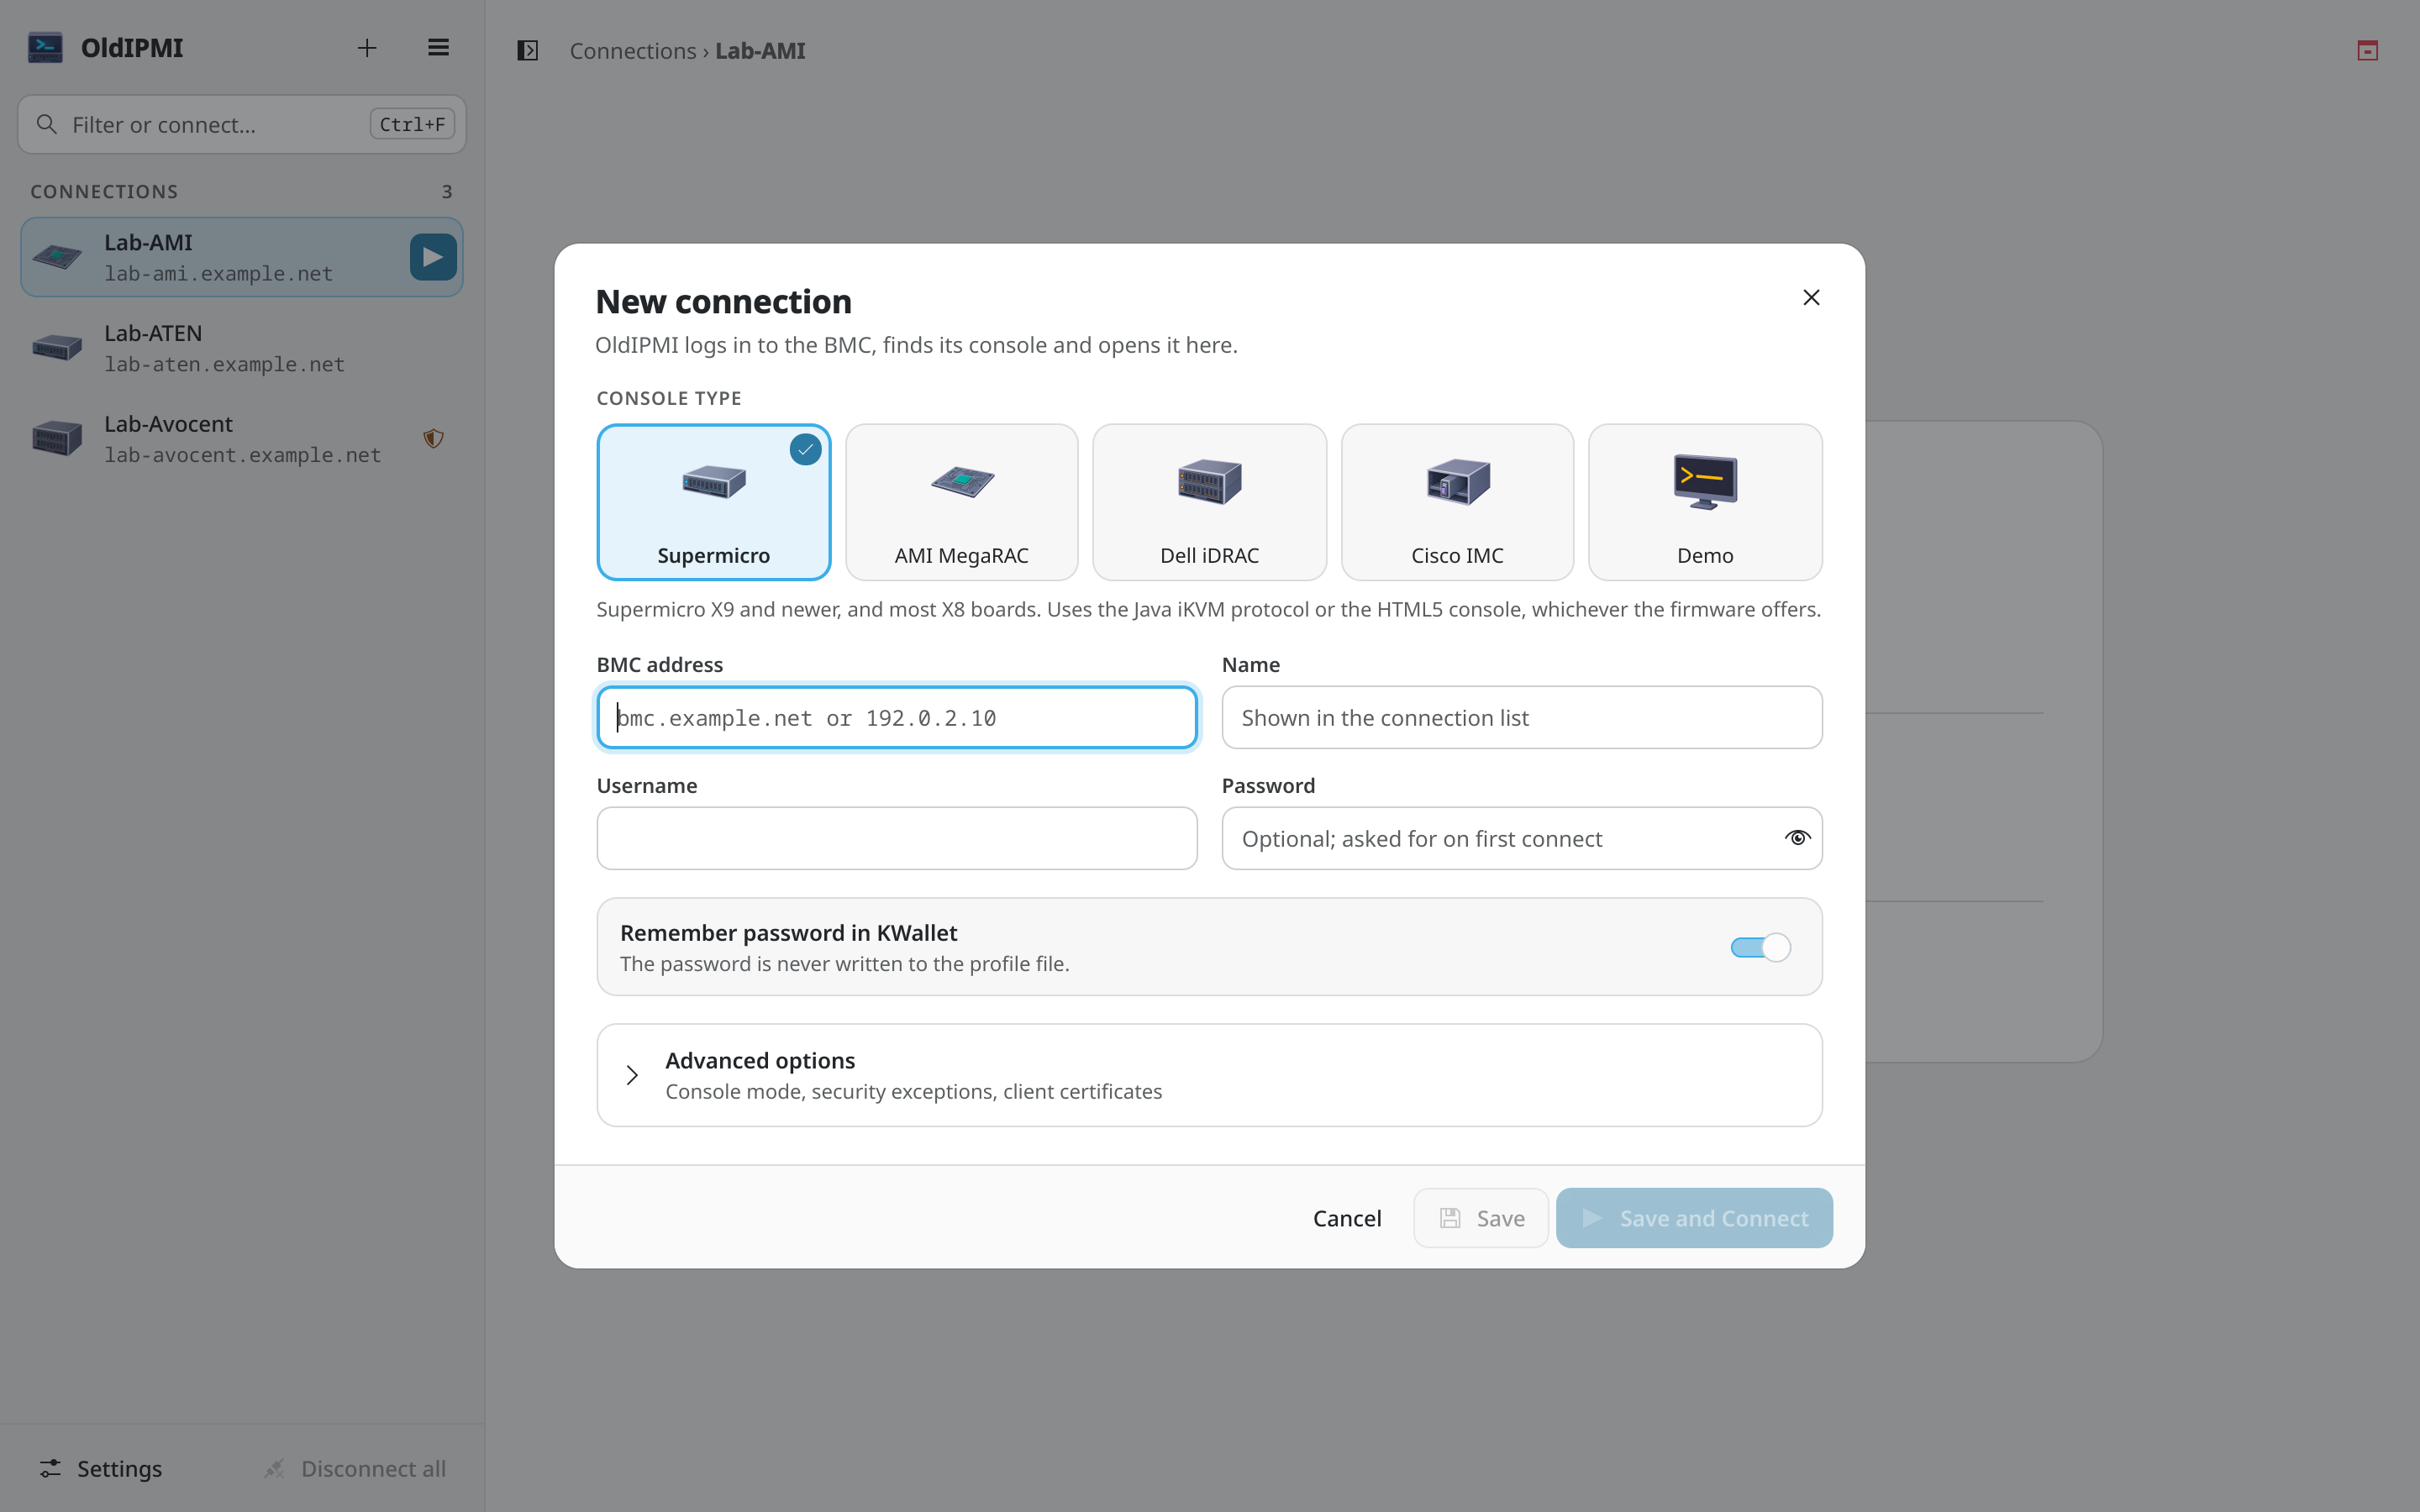 OldIPMI
Connections › Lab-AMI
Filter or connect... Ctrl+F
CONNECTIONS 3
Lab-AMI
lab-ami.example.net
Lab-ATEN
lab-aten.example.net
Lab-Avocent
lab-avocent.example.net
Settings Disconnect all
New connection
OldIPMI logs in to the BMC, finds its console and opens it here.
CONSOLE TYPE
Supermicro AMI MegaRAC Dell iDRAC Cisco IMC Demo
Supermicro X9 and newer, and most X8 boards. Uses the Java iKVM protocol or the HTML5 console, whichever the firmware offers.
BMC address Name
bmc.example.net or 192.0.2.10 Shown in the connection list
Username Password
Optional; asked for on first connect
Remember password in KWallet
The password is never written to the profile file.
Advanced options
Console mode, security exceptions, client certificates
Cancel Save Save and Connect